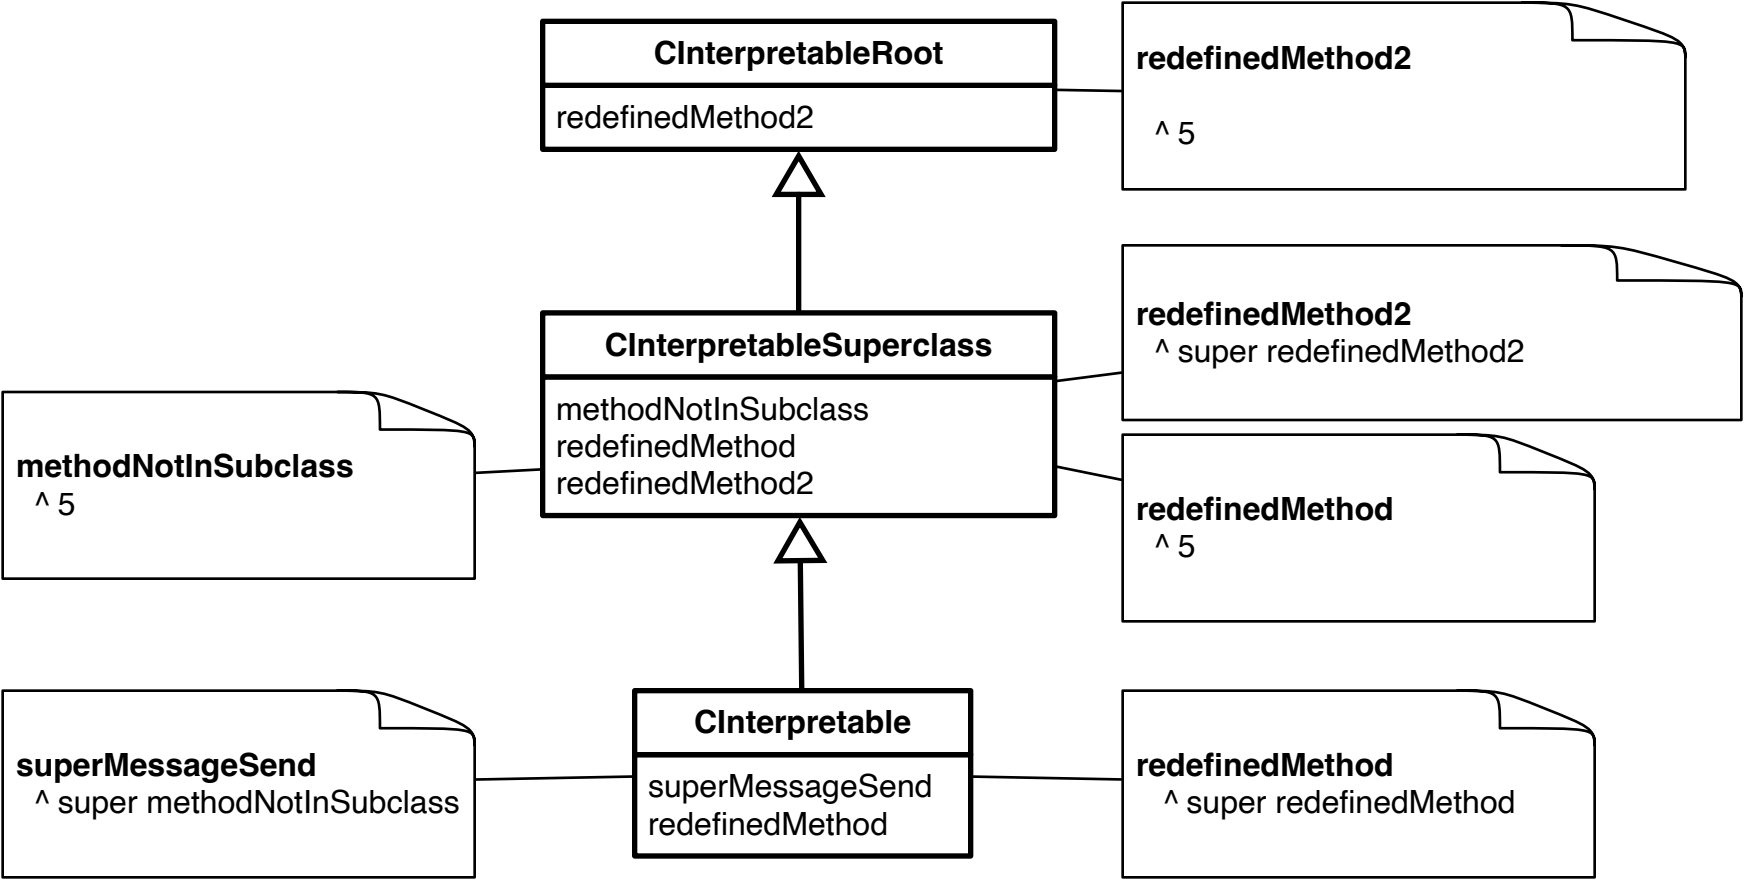 CInterpretableRoot
redefinedMethod2
redefinedMethod2
^ 5
CInterpretableSuperclass
methodNotInSubclass
redefinedMethod
redefinedMethod2
redefinedMethod2
^ super redefinedMethod2
methodNotInSubclass
^ 5
redefinedMethod
^ 5
CInterpretable
superMessageSend
redefinedMethod
superMessageSend
^ super methodNotInSubclass
redefinedMethod
^ super redefinedMethod